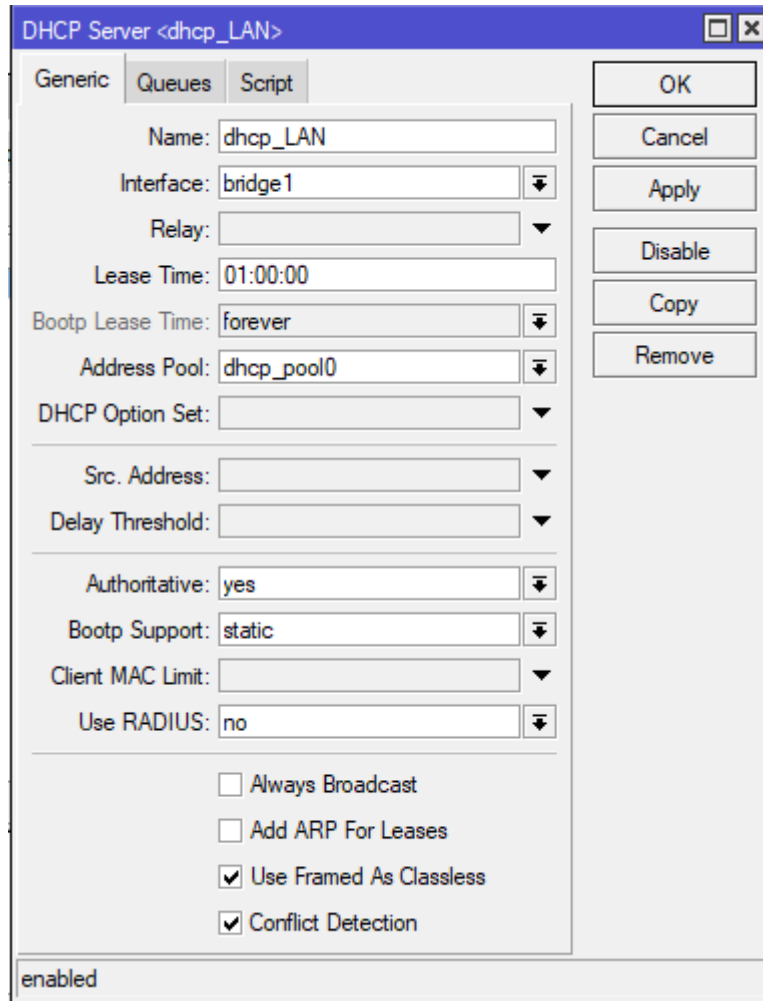 DHCP Server <dhcp_LAN>
Generic Queues Script
Name: dhcp_LAN
Interface: bridge1
Relay:
Lease Time: 01:00:00
Bootp Lease Time: forever
Address Pool: dhcp_pool0
DHCP Option Set:
Src. Address:
Delay Threshold:
Authoritative: yes
Bootp Support: static
Client MAC Limit:
Use RADIUS: no
Always Broadcast
Add ARP For Leases
Use Framed As Classless
Conflict Detection
OK
Cancel
Apply
Disable
Copy
Remove
enabled